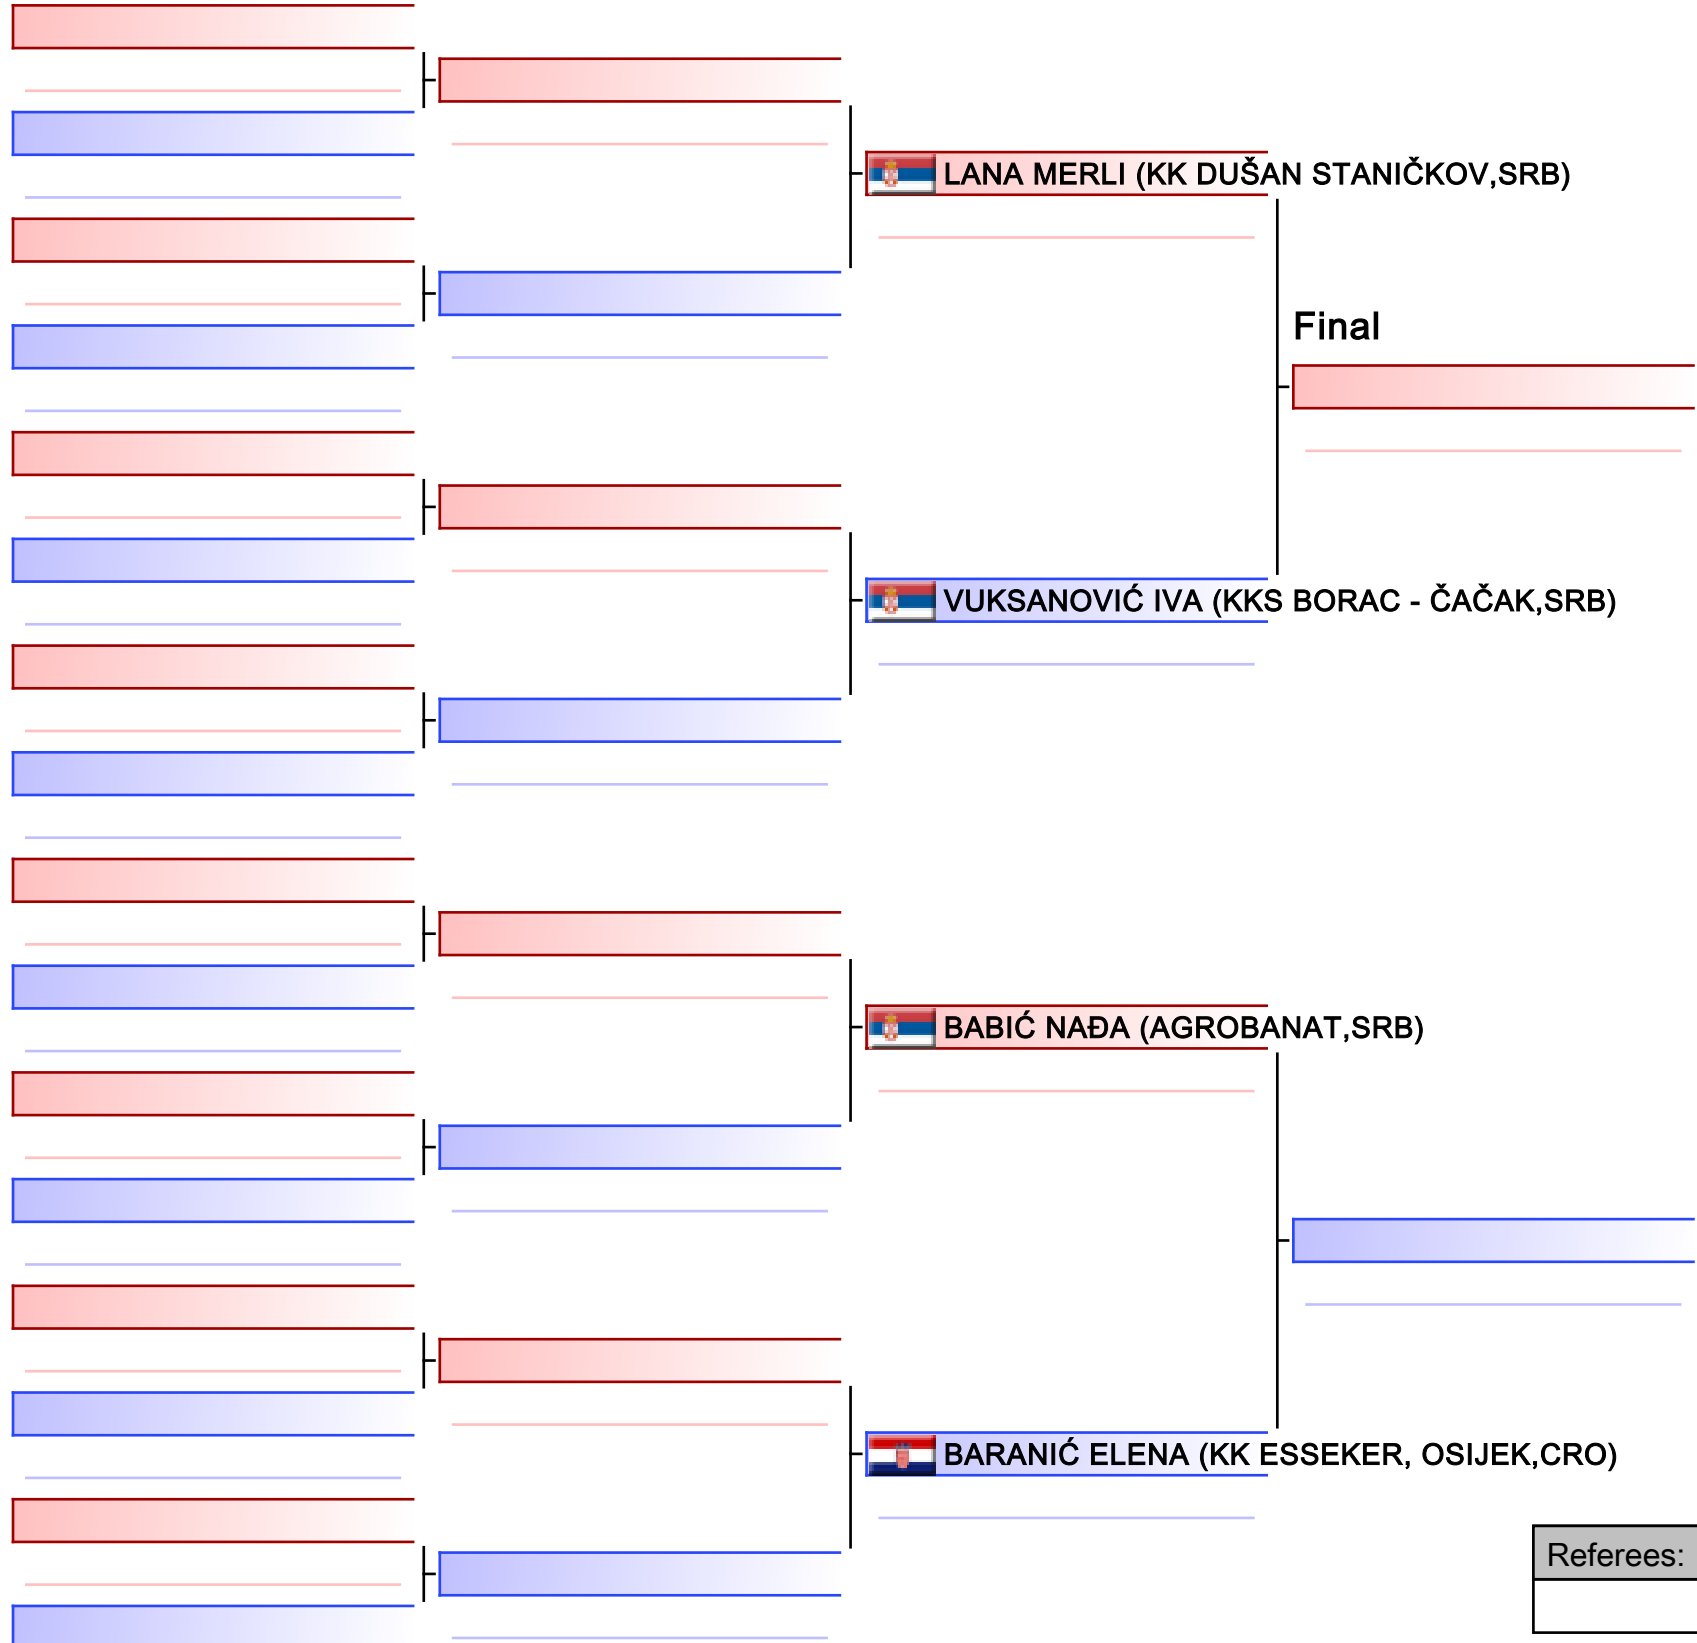 LANA MERLI (KK DUŠAN STANIČKOV,SRB)
Final
VUKSANOVIĆ IVA (KKS BORAC - ČAČAK,SRB)
BABIĆ NAĐA (AGROBANAT,SRB)
BARANIĆ ELENA (KK ESSEKER, OSIJEK,CRO)
Referees: